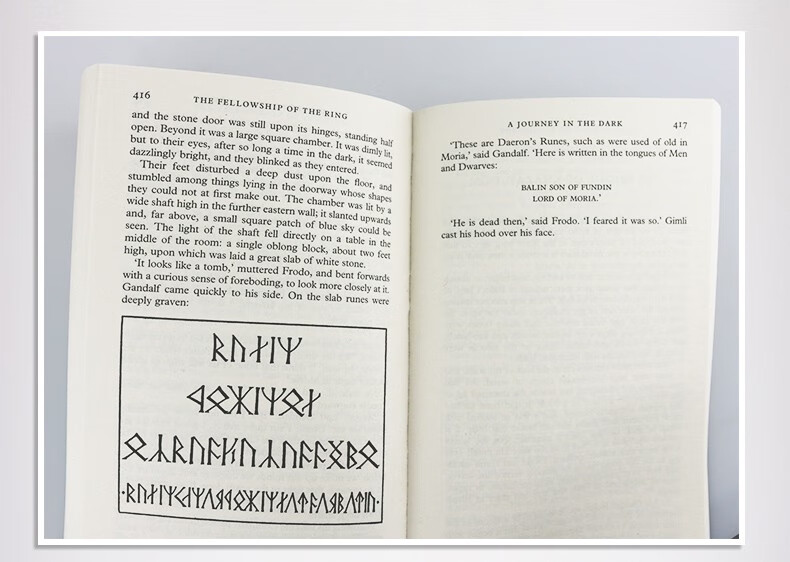 416
THE FELLOWSHIP OF THE RING
and the stone door was still upon its hinges, standing half
open. Beyond it was a large square chamber. It was dimly lit,
but to their eyes, after so long a time in the dark, it seemed
dazzlingly bright, and they blinked as they entered.
Their feet disturbed a deep dust upon the floor, and
stumbled among things lying in the doorway whose shapes
they could not at first make out. The chamber was lit by a
wide shaft high in the further eastern wall; it slanted upwards
and, far above, a small square patch of blue sky could be
seen. The light of the shaft fell directly on a table in the
middle of the room: a single oblong block, about two feet
high, upon which was laid a great slab of white stone.
‘It looks like a tomb,’ muttered Frodo, and bent forwards
with a curious sense of foreboding, to look more closely at it.
Gandalf came quickly to his side. On the slab runes were
deeply graven:
A JOURNEY IN THE DARK
417
‘These are Daeron’s Runes, such as were used of old in
Moria,’ said Gandalf. ‘Here is written in the tongues of Men
and Dwarves:
BALIN SON OF FUNDIN
LORD OF MORIA.’
‘He is dead then,’ said Frodo. ‘I feared it was so.’ Gimli
cast his hood over his face.